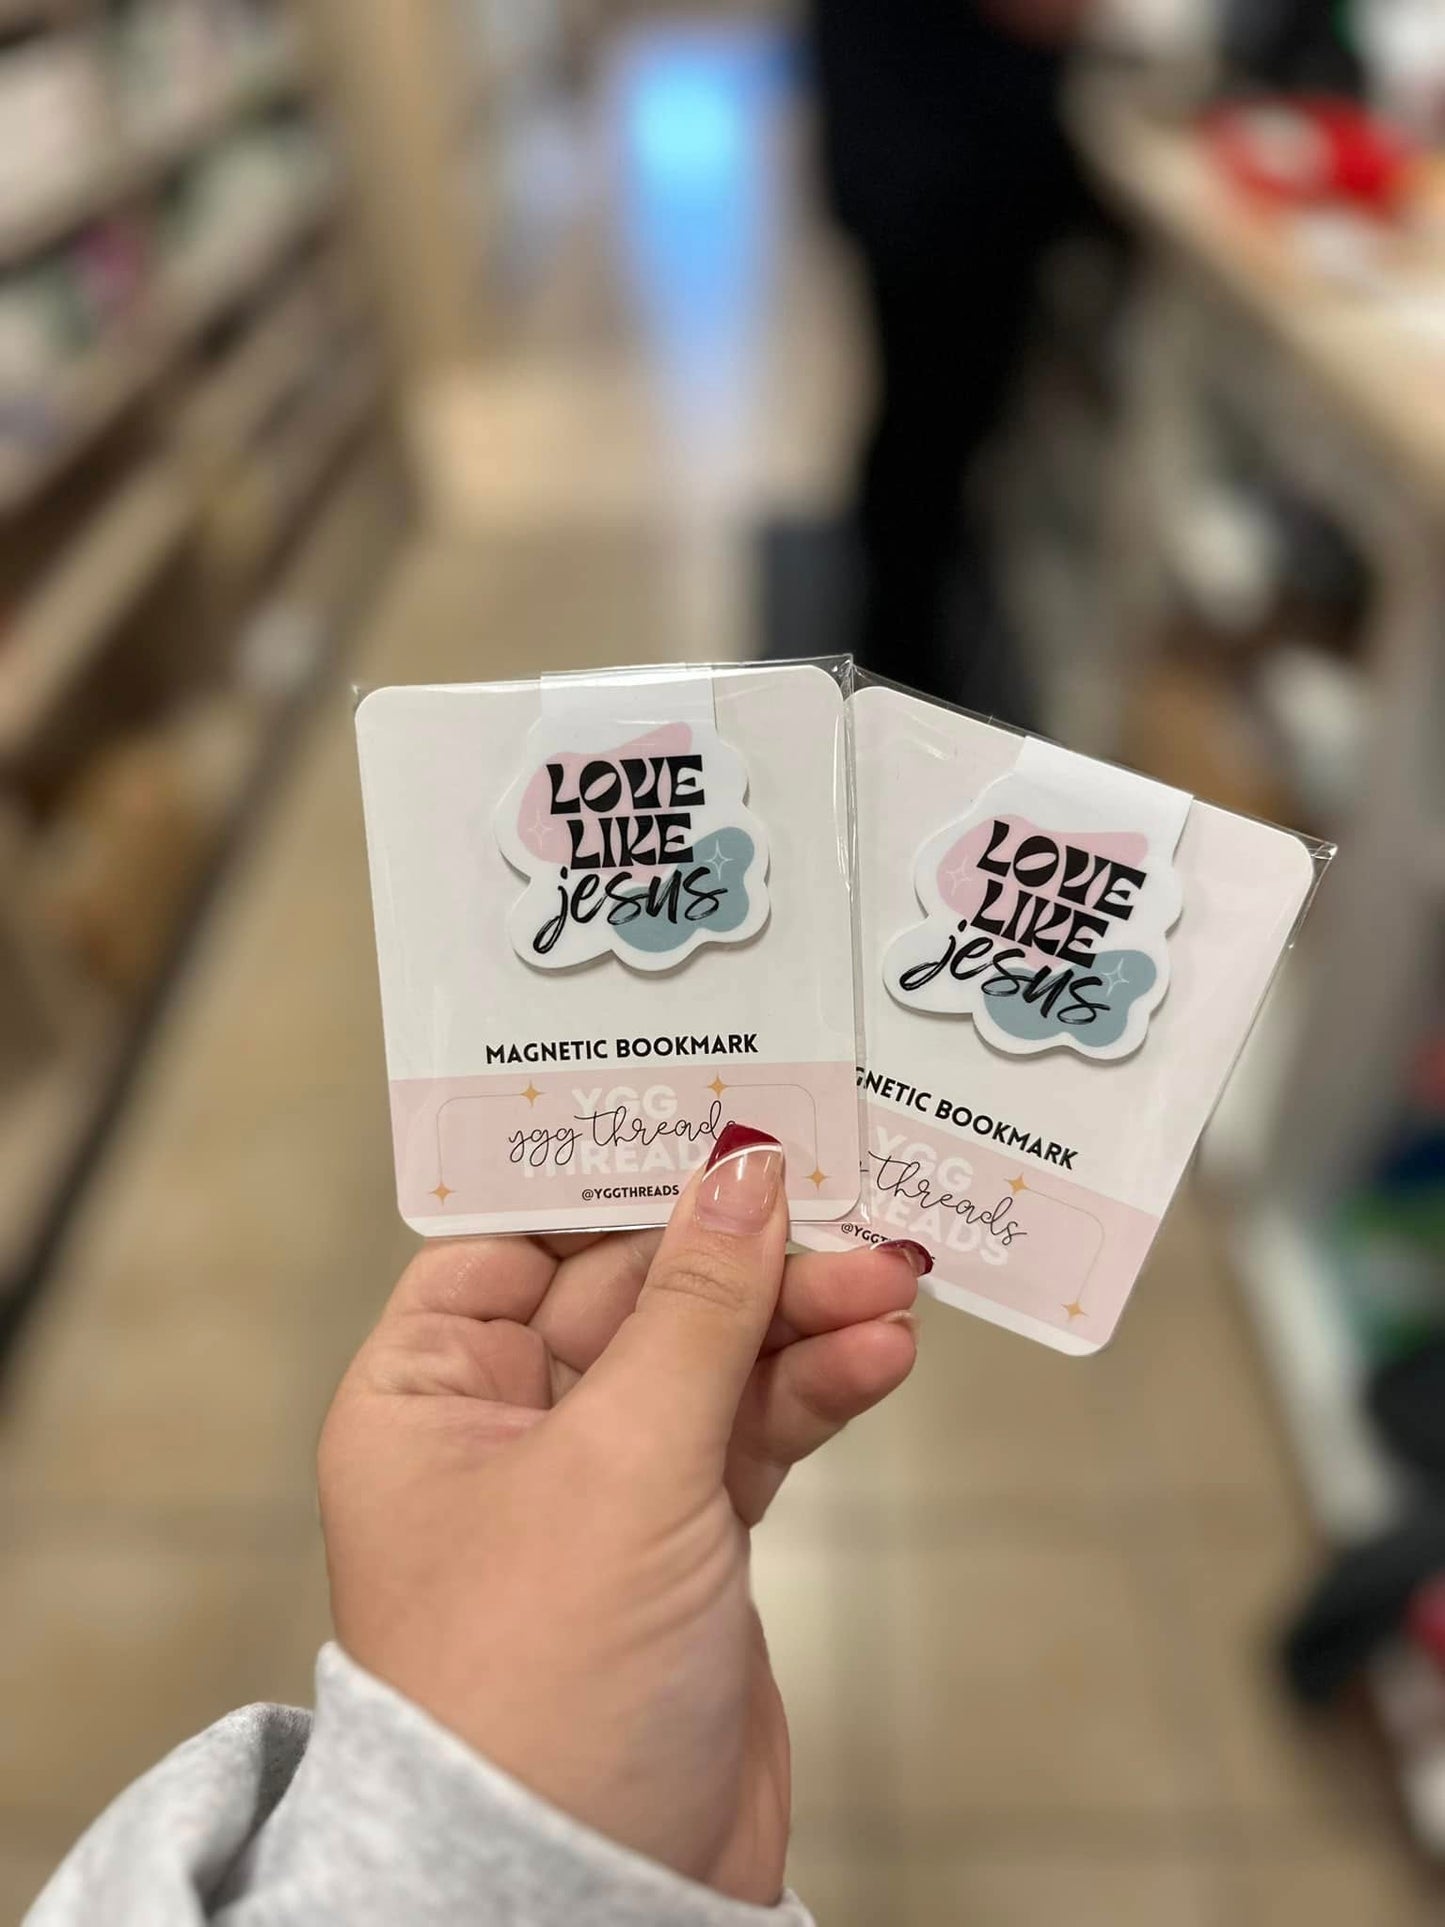 LOVE
LIKE
jesus
MAGNETIC BOOKMARK
YGG
ygg threads
THREADS
@YGGTHREADS
LOVE
LIKE
jesus
GNETIC BOOKMARK
YGG
threads
READS